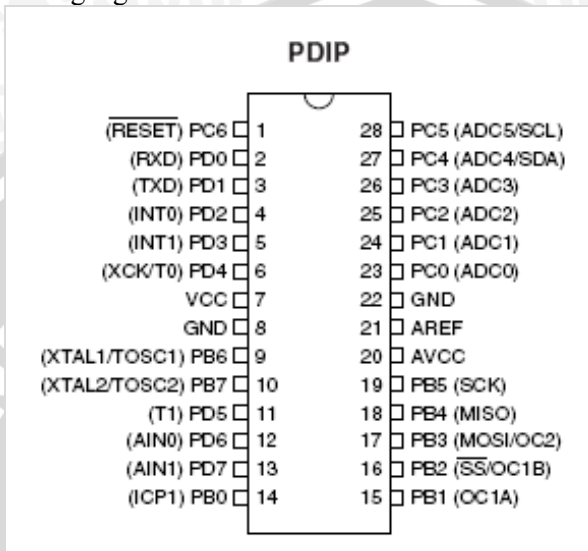 PDIP
(RESET) PC6 1 28 PC5 (ADC5/SCL)
(RXD) PD0 2 27 PC4 (ADC4/SDA)
(TXD) PD1 3 26 PC3 (ADC3)
(INT0) PD2 4 25 PC2 (ADC2)
(INT1) PD3 5 24 PC1 (ADC1)
(XCK/T0) PD4 6 23 PC0 (ADC0)
VCC 7 22 GND
GND 8 21 AREF
(XTAL1/TOSC1) PB6 9 20 AVCC
(XTAL2/TOSC2) PB7 10 19 PB5 (SCK)
(T1) PD5 11 18 PB4 (MISO)
(AIN0) PD6 12 17 PB3 (MOSI/OC2)
(AIN1) PD7 13 16 PB2 (SS/OC1B)
(ICP1) PB0 14 15 PB1 (OC1A)